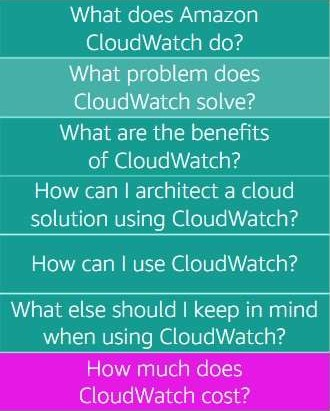 What does Amazon
CloudWatch do?
What problem does
CloudWatch solve?
What are the benefits
of CloudWatch?
How can I architect a cloud
solution using CloudWatch?
How can I use CloudWatch?
What else should I keep in mind
when using CloudWatch?
How much does
CloudWatch cost?